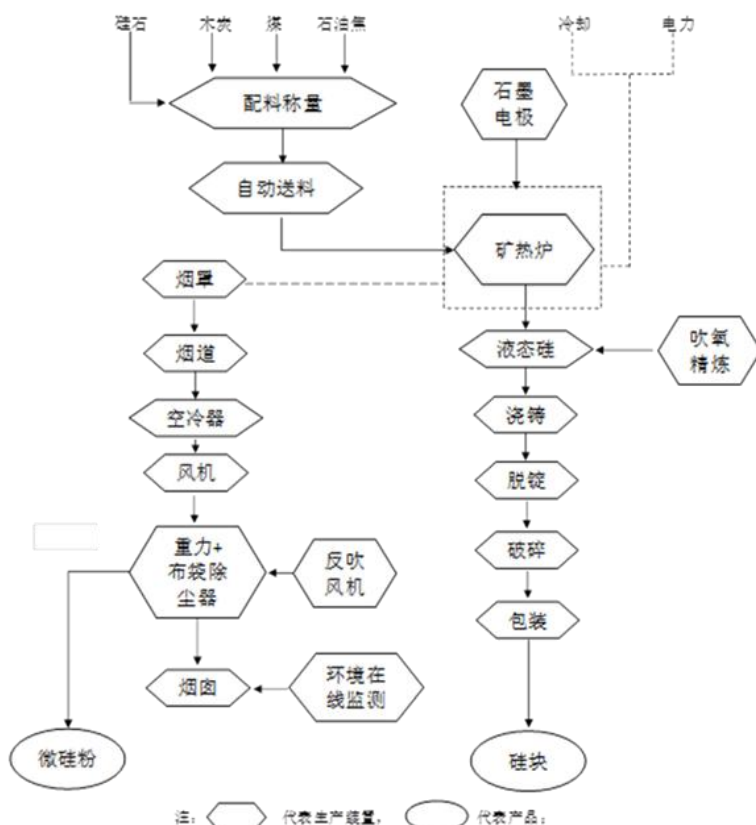 硅石 木炭 煤 石油焦 冷却 电力
配料称量
石墨
电极
自动送料
矿热炉
烟罩
烟道
液态硅
吹氧
精炼
空冷器
浇铸
风机
脱锭
重力+
布袋除
尘器
反吹
风机
破碎
包装
烟囱
环境在
线监测
微硅粉
硅块
注: 代表生产装置, 代表产品;